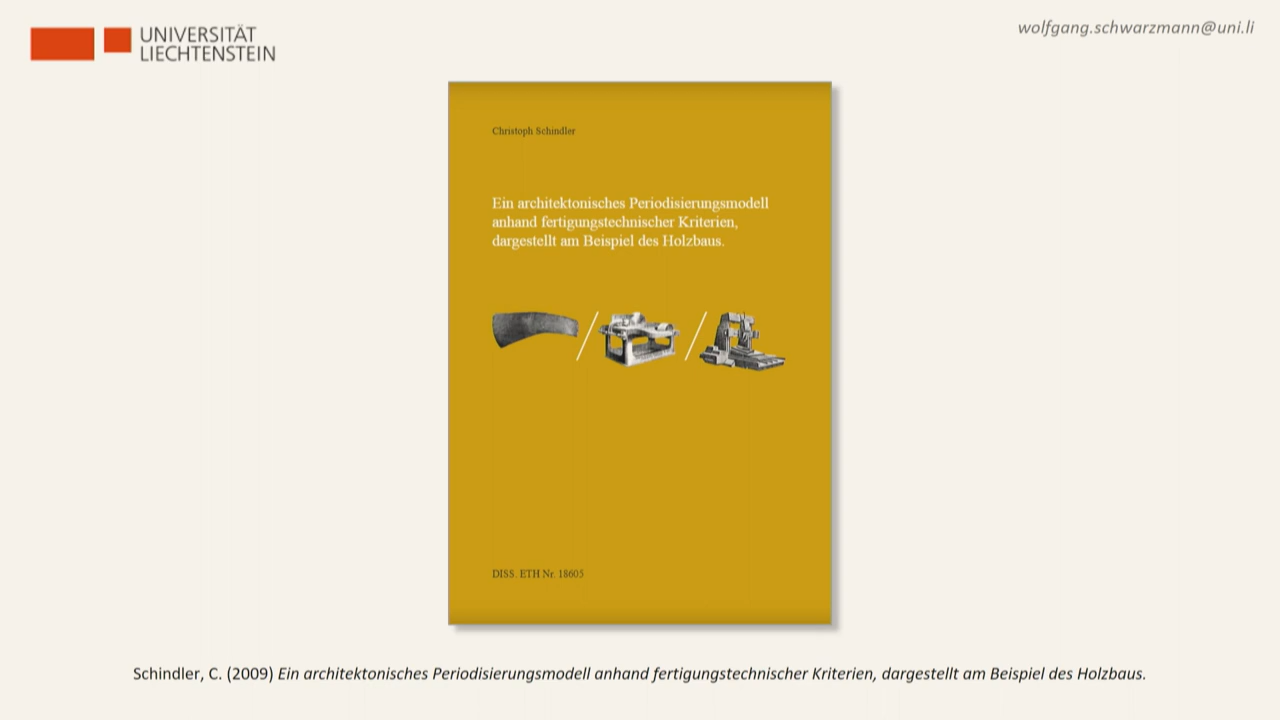 UNIVERSITÄT
LIECHTENSTEIN
wolfgang.schwarzmann@uni.li
Christoph Schindler
Ein architektonisches Periodisierungsmodell
anhand fertigungstechnischer Kriterien,
dargestellt am Beispiel des Holzbaus.
DISS. ETH Nr. 18605
Schindler, C. (2009) Ein architektonisches Periodisierungsmodell anhand fertigungstechnischer Kriterien, dargestellt am Beispiel des Holzbaus.